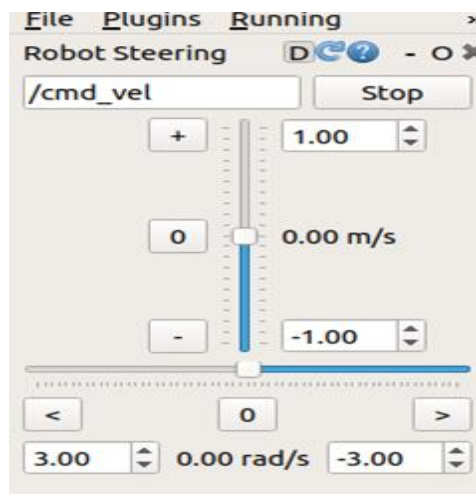 File Plugins Running
Robot Steering D ? - O ×
/cmd_vel Stop
+ 1.00
0 0.00 m/s
- -1.00
< 0 >
3.00 0.00 rad/s -3.00